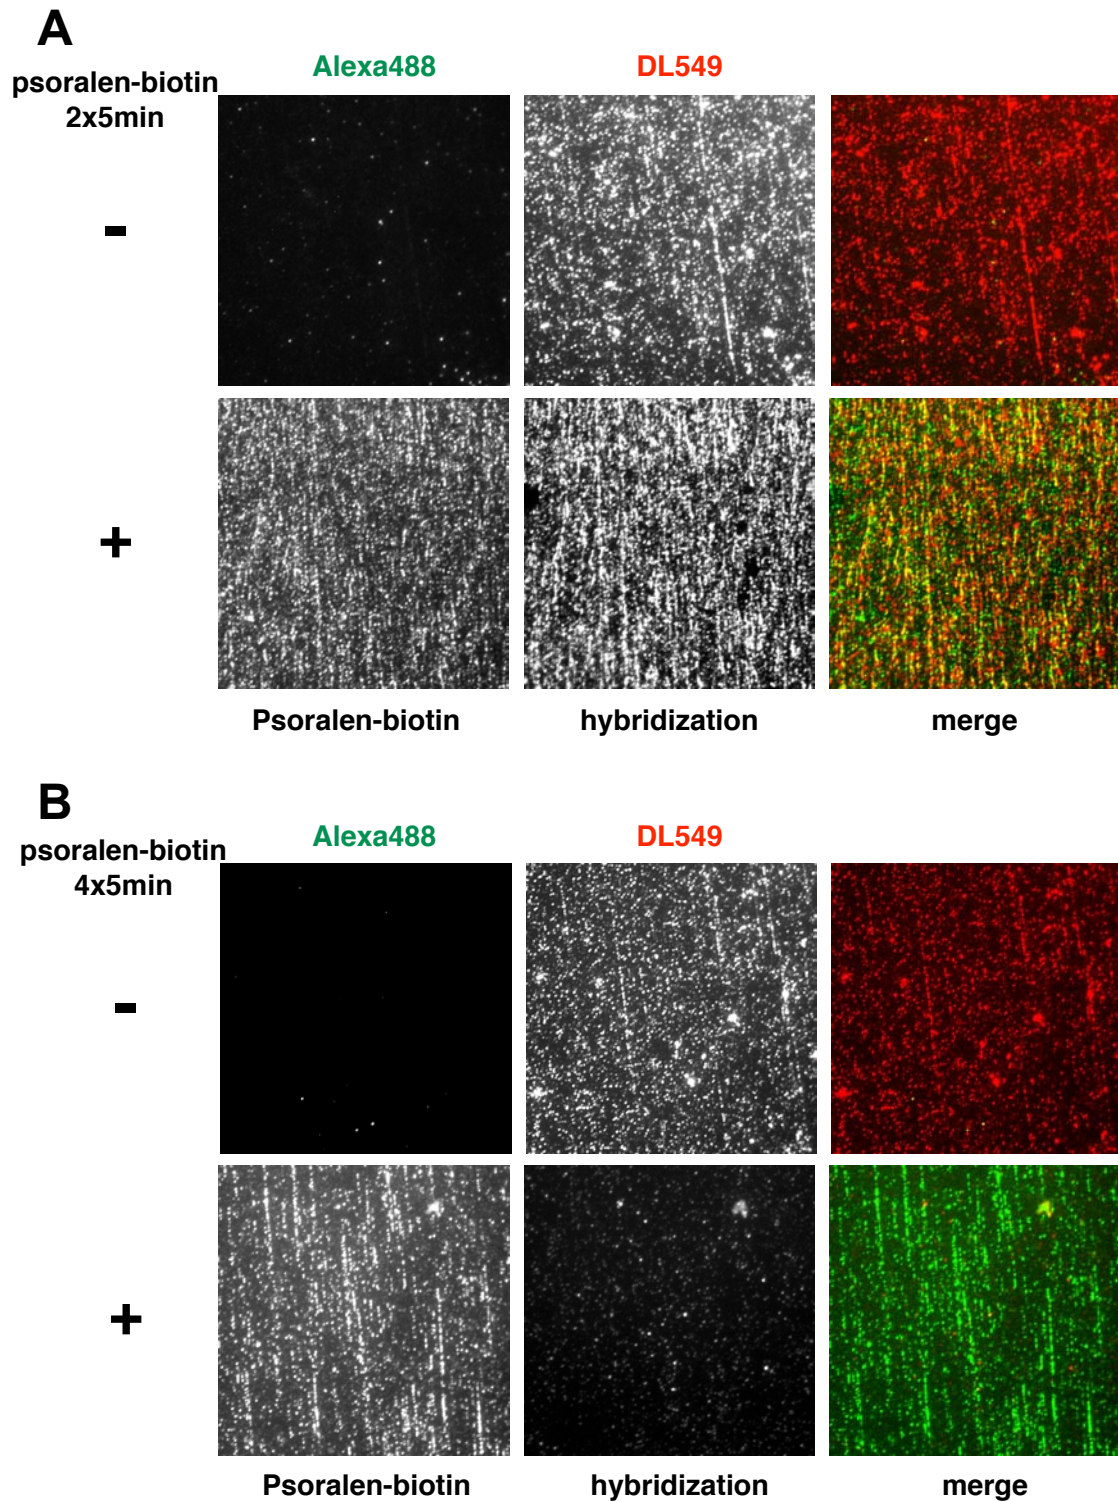 A
psoralen-biotin
2x5min
Alexa488
DL549
-
+
Psoralen-biotin
hybridization
merge
B
psoralen-biotin
4x5min
Alexa488
DL549
-
+
Psoralen-biotin
hybridization
merge